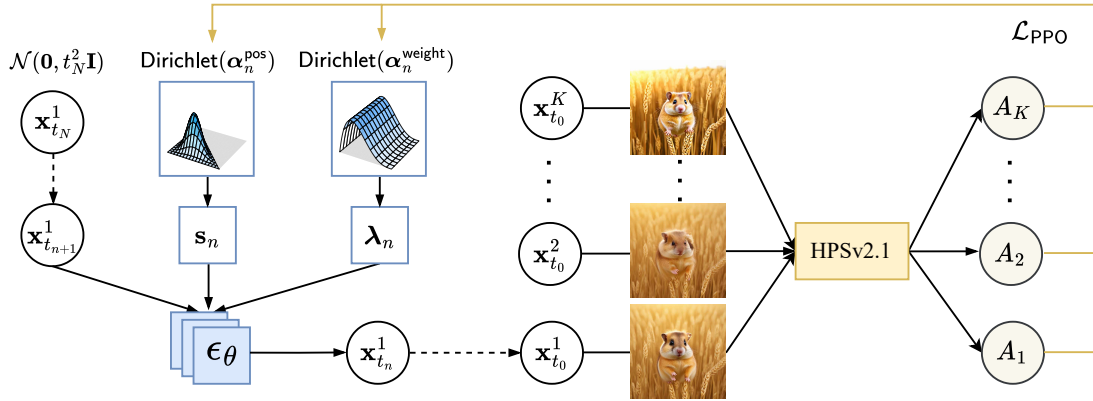 𝓛_PPO
𝒩(𝟎, t_N^2 𝐈)
Dirichlet(𝜶_n^pos)
Dirichlet(𝜶_n^weight)
𝐱_{t_N}^1
𝐱_{t_0}^K
A_K
𝐱_{t_{n+1}}^1
𝐬_n
𝝀_n
𝐱_{t_0}^2
HPSv2.1
A_2
𝝐_θ
𝐱_{t_n}^1
𝐱_{t_0}^1
A_1